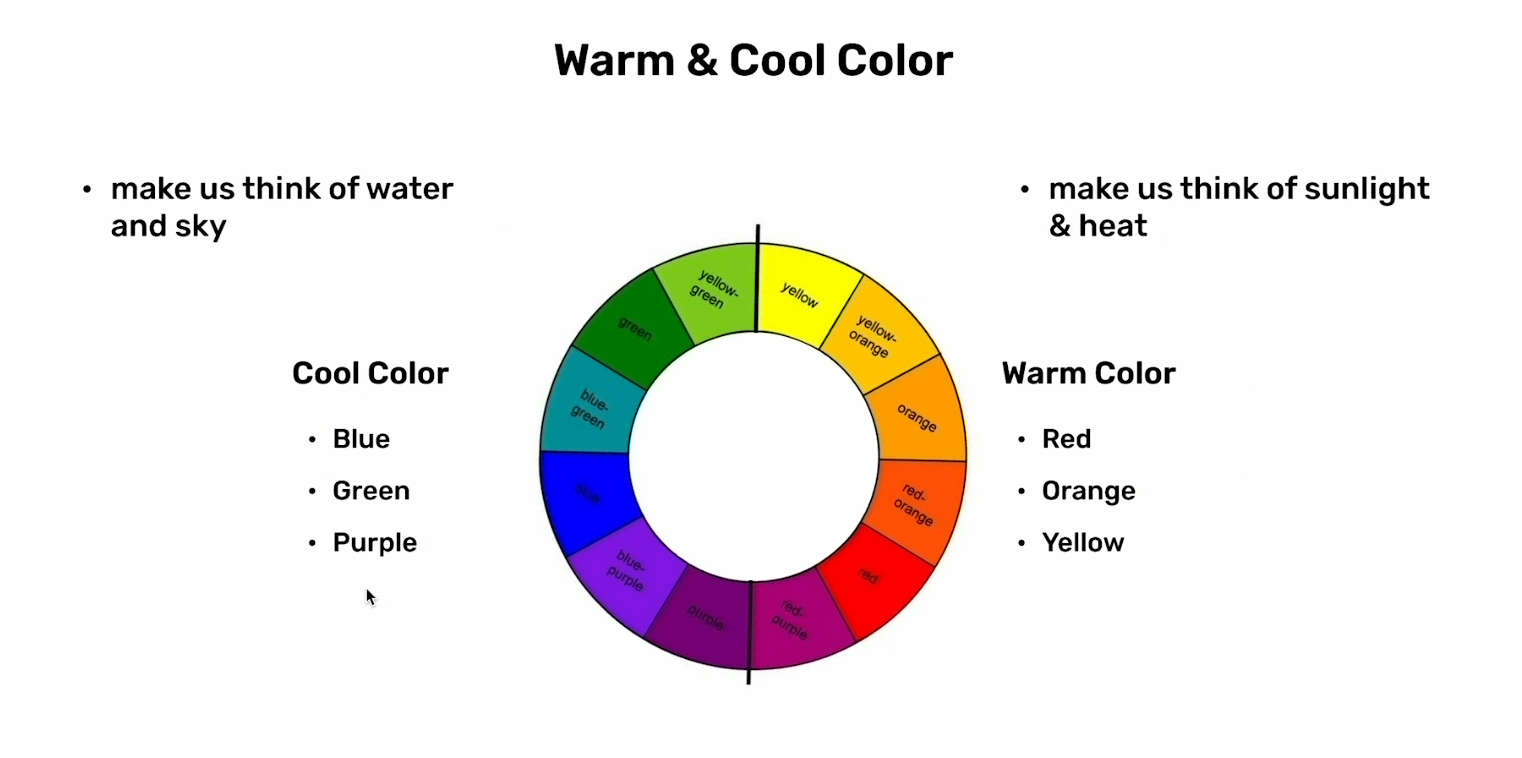 Warm & Cool Color
make us think of water
and sky
make us think of sunlight
& heat
Cool Color
Blue
Green
Purple
yellow-
green
yellow
green
yellow-
orange
blue-
green
orange
blue
red-
orange
blue-
purple
red
purple
red-
purple
Warm Color
Red
Orange
Yellow